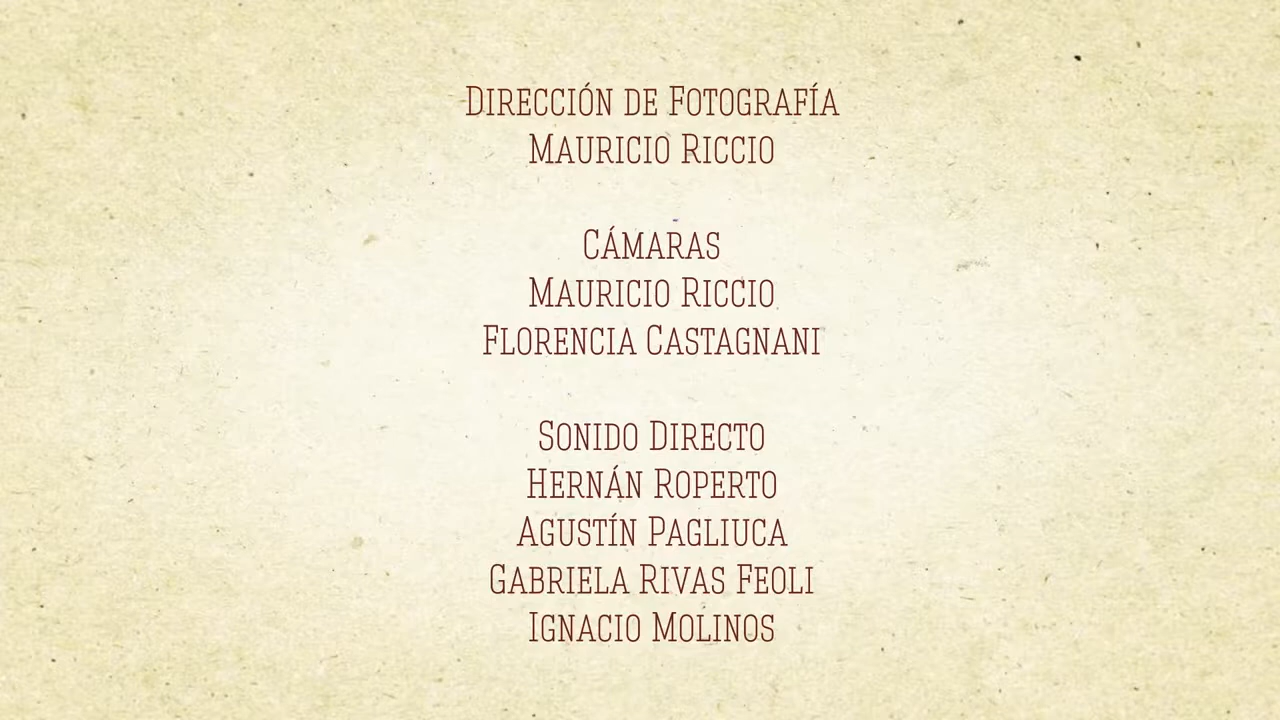 Dirección de Fotografía
Mauricio Riccio
Cámaras
Mauricio Riccio
Florencia Castagnani
Sonido Directo
Hernán Roperto
Agustín Pagliuca
Gabriela Rivas Feoli
Ignacio Molinos